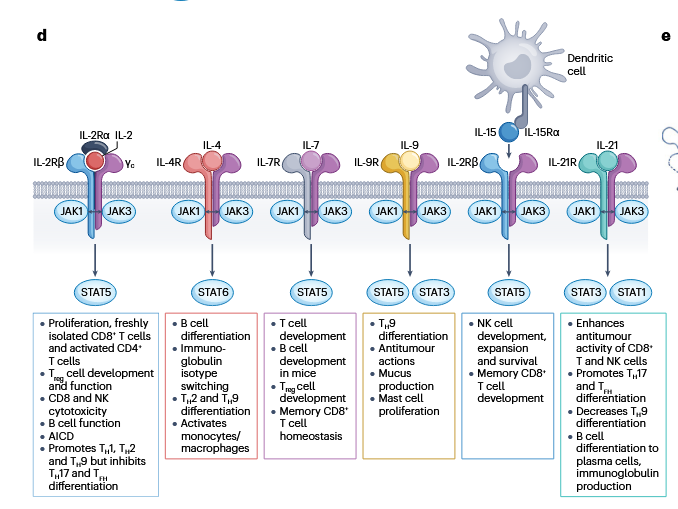 d
e
Dendritic
cell
IL-15
IL-15Rα
IL-2Rα
IL-2
IL-2Rβ
γc
IL-4
IL-4R
IL-7
IL-7R
IL-9
IL-9R
IL-2Rβ
IL-21
IL-21R
JAK1
JAK3
JAK1
JAK3
JAK1
JAK3
JAK1
JAK3
JAK1
JAK3
JAK1
JAK3
STAT5
STAT6
STAT5
STAT5
STAT3
STAT5
STAT3
STAT1
• Proliferation, freshly
isolated CD8⁺ T cells
and activated CD4⁺
T cells
• Treg cell development
and function
• CD8 and NK
cytotoxicity
• B cell function
• AICD
• Promotes TH1, TH2
and TH9 but inhibits
TH17 and TFH
differentiation
• B cell
differentiation
• Immuno-
globulin
isotype
switching
• TH2 and TH9
differentiation
• Activates
monocytes/
macrophages
• T cell
development
• B cell
development
in mice
• Treg cell
development
• Memory CD8⁺
T cell
homeostasis
• TH9
differentiation
• Antitumour
actions
• Mucus
production
• Mast cell
proliferation
• NK cell
development,
expansion
and survival
• Memory CD8⁺
T cell
development
• Enhances
antitumour
activity of CD8⁺
T and NK cells
• Promotes TH17
and TFH
differentiation
• Decreases TH9
differentiation
• B cell
differentiation to
plasma cells,
immunoglobulin
production